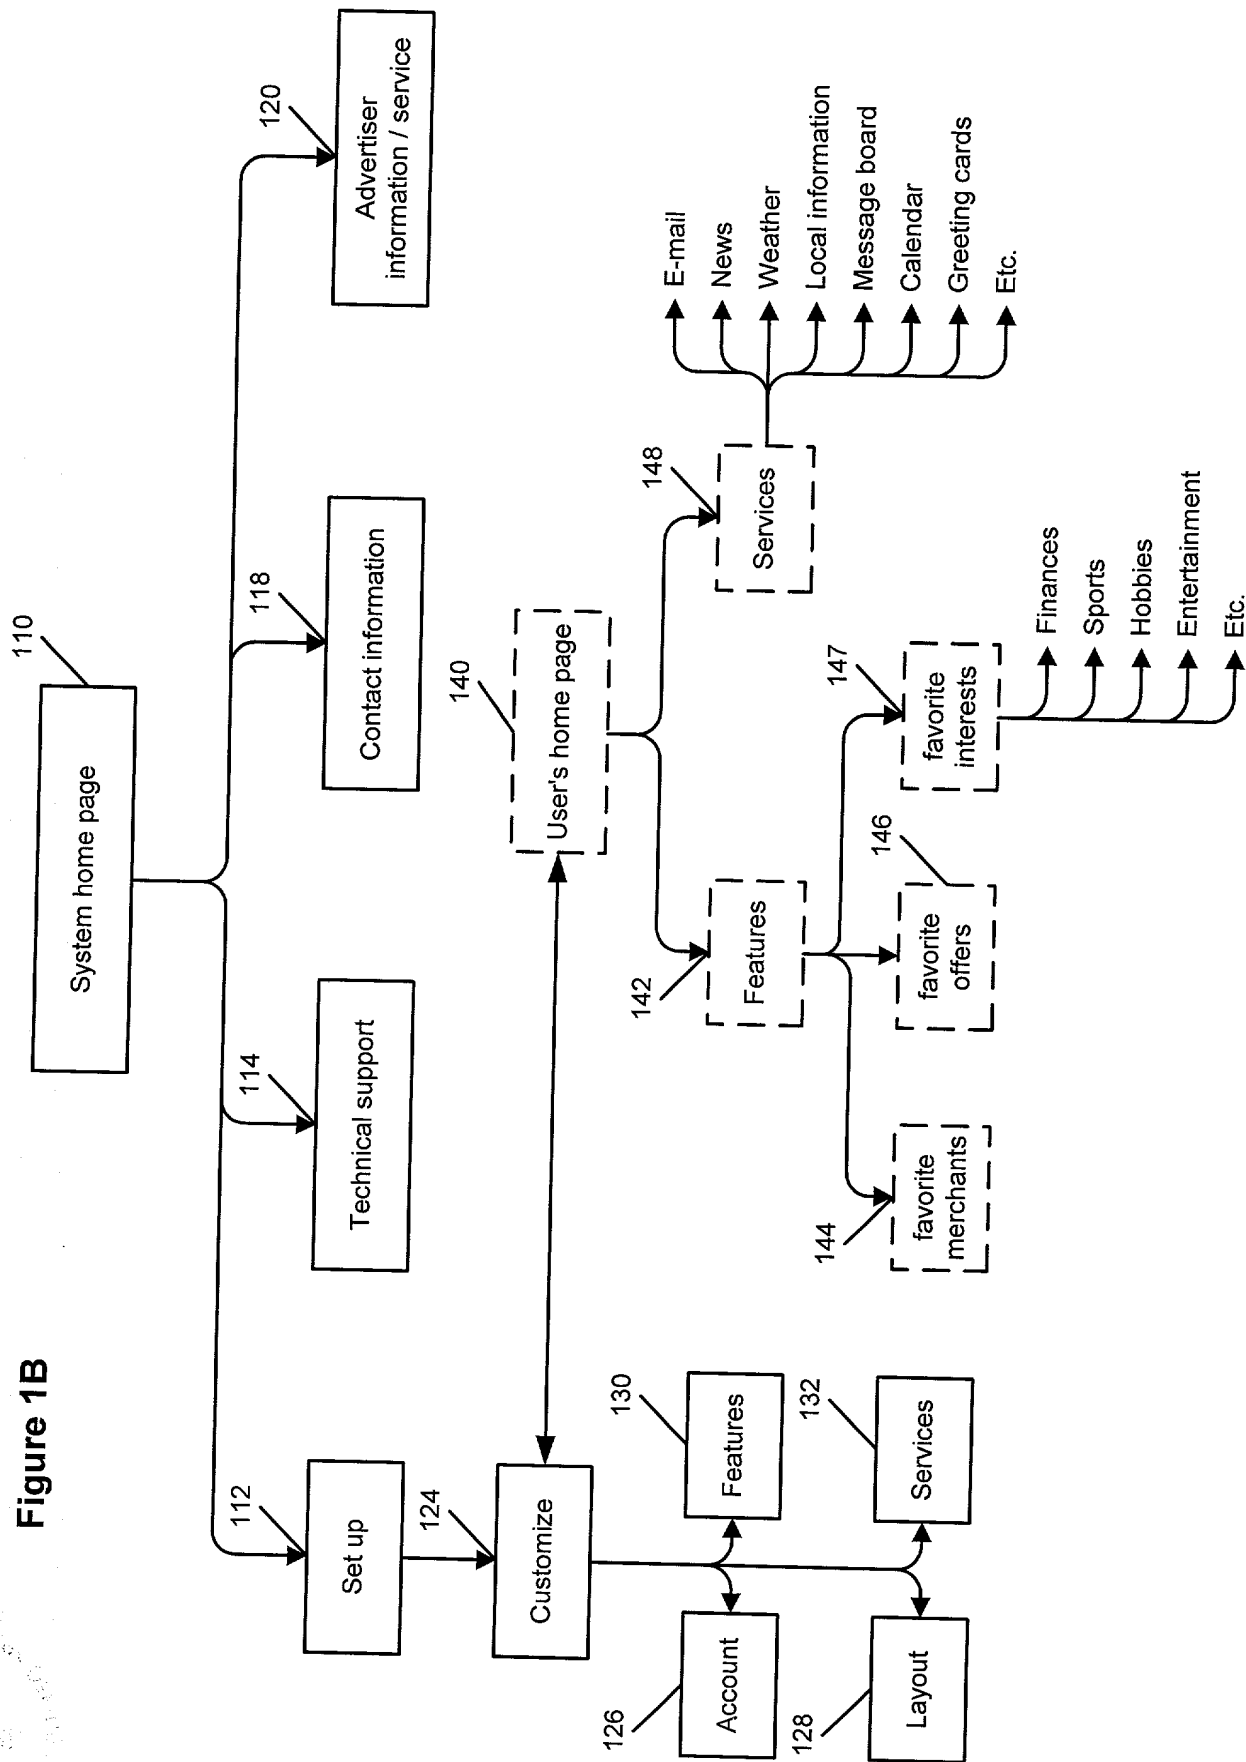 Figure 1B
110
System home page
112
Set up
114
Technical support
118
Contact information
120
Advertiser
information / service
124
Customize
140
User's home page
126
Account
130
Features
128
Layout
132
Services
142
Features
148
Services
144
favorite
merchants
146
favorite
offers
147
favorite
interests
E-mail
News
Weather
Local information
Message board
Calendar
Greeting cards
Etc.
Finances
Sports
Hobbies
Entertainment
Etc.